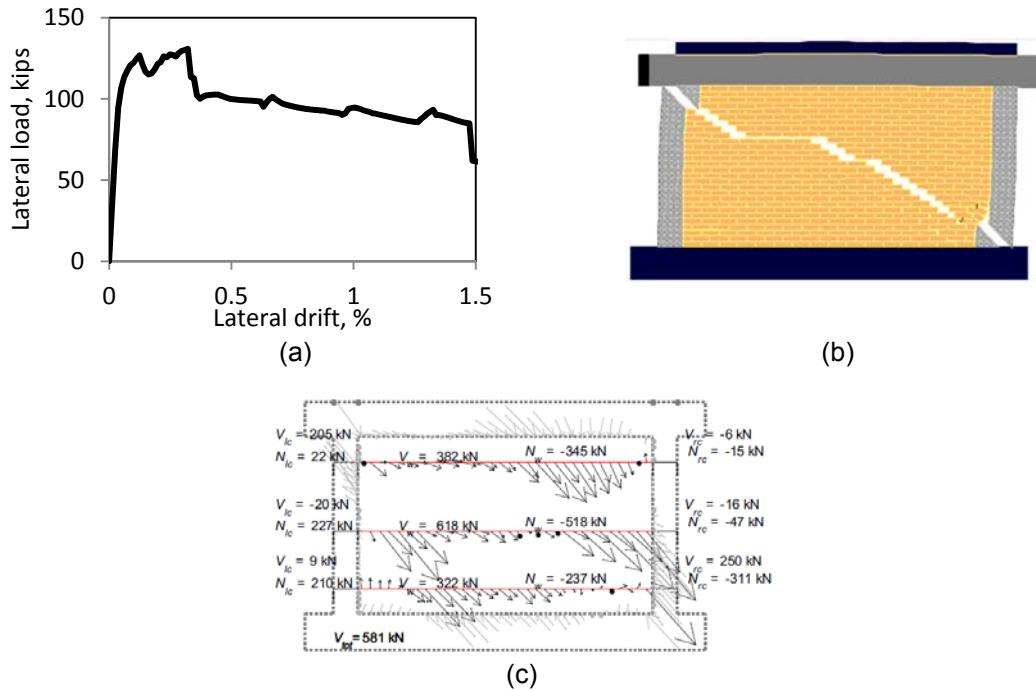 150
100
50
0
Lateral load, kips
0
0.5
1
1.5
Lateral drift, %
(a)
(b)
V_lc = 205 kN
N_lc = 22 kN
V_w = 382 kN
N_w = -345 kN
V_rc = -6 kN
N_rc = -15 kN
V_lc = -20 kN
N_lc = 227 kN
V_w = 618 kN
N_w = -518 kN
V_rc = -16 kN
N_rc = -47 kN
V_lc = 9 kN
N_lc = 210 kN
V_w = 322 kN
N_w = -237 kN
V_rc = 250 kN
N_rc = -311 kN
V_tot = 581 kN
(c)